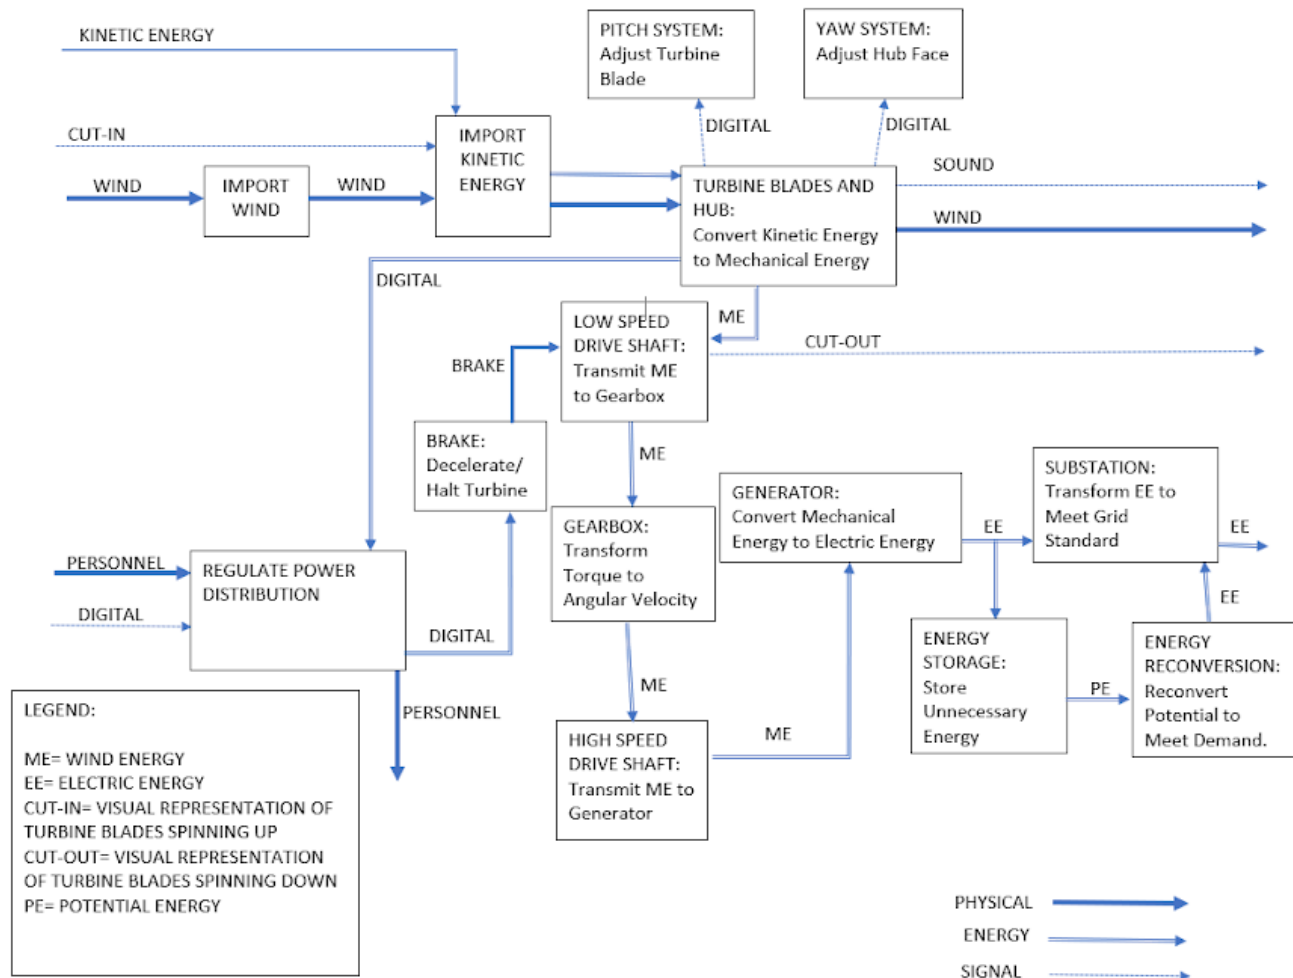 KINETIC ENERGY
PITCH SYSTEM:
Adjust Turbine
Blade
YAW SYSTEM:
Adjust Hub Face
CUT-IN
IMPORT
KINETIC
ENERGY
DIGITAL
DIGITAL
WIND
IMPORT
WIND
WIND
TURBINE BLADES AND
HUB:
Convert Kinetic Energy
to Mechanical Energy
SOUND
WIND
DIGITAL
ME
LOW SPEED
DRIVE SHAFT:
Transmit ME
to Gearbox
CUT-OUT
BRAKE
BRAKE:
Decelerate/
Halt Turbine
ME
GENERATOR:
Convert Mechanical
Energy to Electric Energy
EE
SUBSTATION:
Transform EE to
Meet Grid
Standard
EE
GEARBOX:
Transform
Torque to
Angular Velocity
PERSONNEL
DIGITAL
REGULATE POWER
DISTRIBUTION
DIGITAL
EE
ENERGY
STORAGE:
Store
Unnecessary
Energy
PE
ENERGY
RECONVERSION:
Reconvert
Potential to
Meet Demand.
ME
PERSONNEL
HIGH SPEED
DRIVE SHAFT:
Transmit ME to
Generator
ME
LEGEND:
ME= WIND ENERGY
EE= ELECTRIC ENERGY
CUT-IN= VISUAL REPRESENTATION OF
TURBINE BLADES SPINNING UP
CUT-OUT= VISUAL REPRESENTATION
OF TURBINE BLADES SPINNING DOWN
PE= POTENTIAL ENERGY
PHYSICAL
ENERGY
SIGNAL